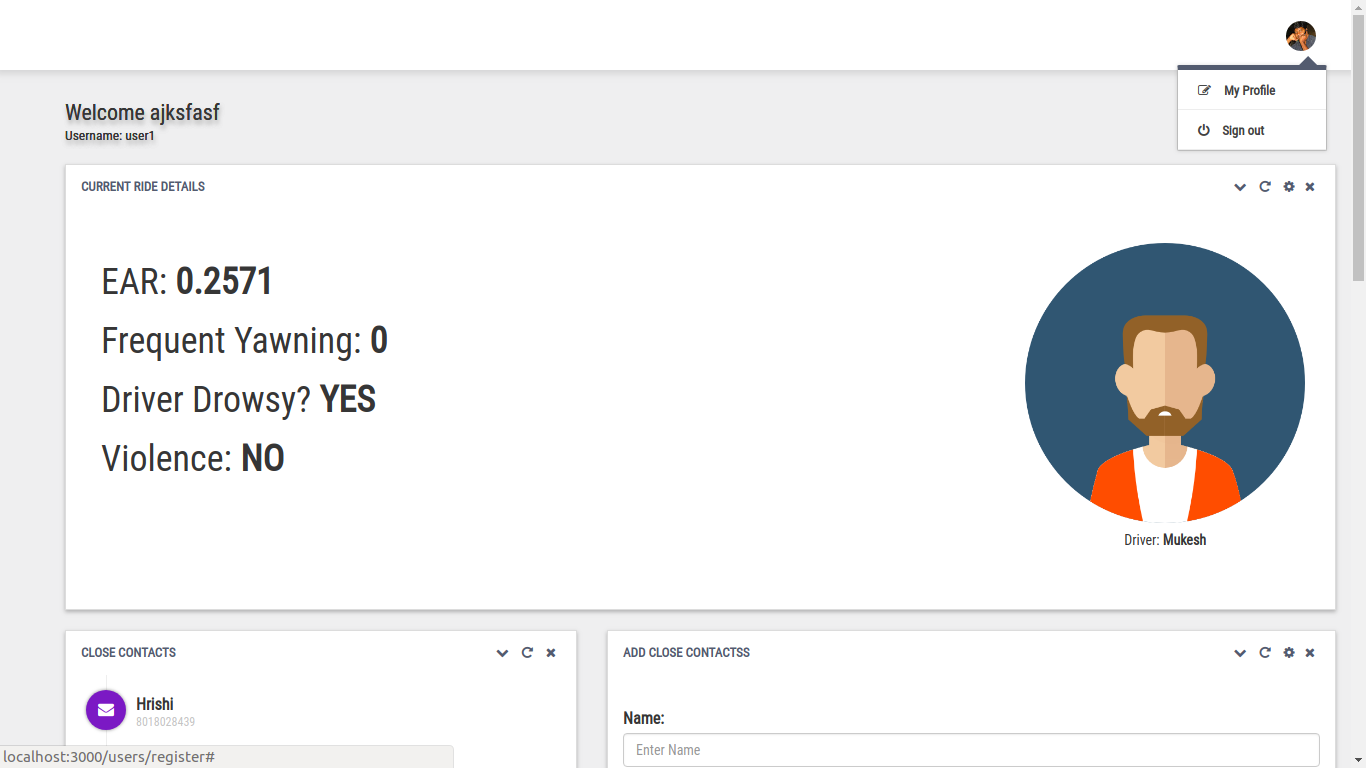 My Profile
Sign out
Welcome ajksfasf
Username: user1
CURRENT RIDE DETAILS
EAR: 0.2571
Frequent Yawning: 0
Driver Drowsy? YES
Violence: NO
Driver: Mukesh
CLOSE CONTACTS
Hrishi
8018028439
ADD CLOSE CONTACTSS
Name:
Enter Name
localhost:3000/users/register#